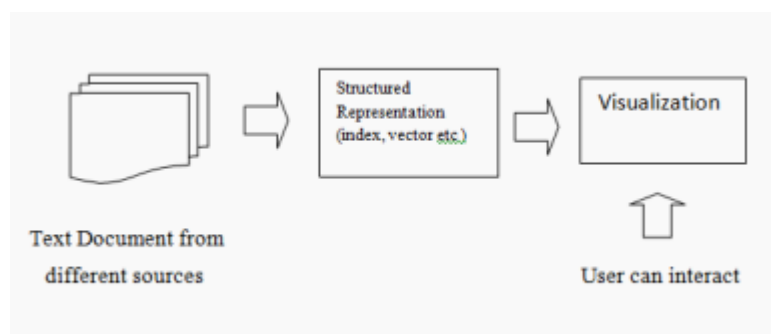 Structured
Representation
(index, vector etc.)
Visualization
Text Document from
different sources
User can interact